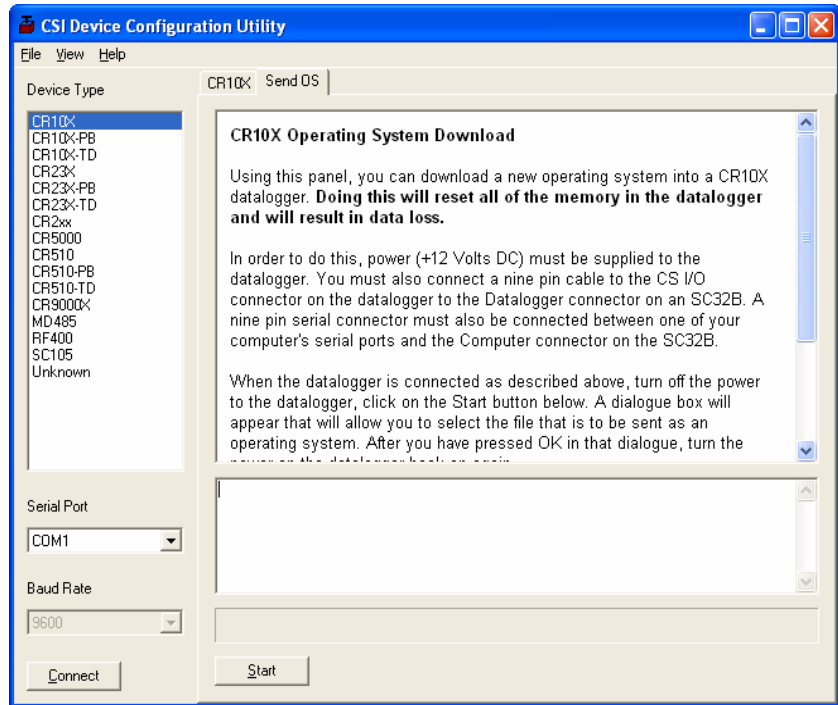 CSI Device Configuration Utility
File View Help
Device Type
CR10X
CR10X-PB
CR10X-TD
CR23X
CR23X-PB
CR23X-TD
CR2xx
CR5000
CR510
CR510-PB
CR510-TD
CR9000X
MD485
RF400
SC105
Unknown
Serial Port
COM1
Baud Rate
9600
Connect
CR10X Send OS
CR10X Operating System Download
Using this panel, you can download a new operating system into a CR10X
datalogger. Doing this will reset all of the memory in the datalogger
and will result in data loss.
In order to do this, power (+12 Volts DC) must be supplied to the
datalogger. You must also connect a nine pin cable to the CS I/O
connector on the datalogger to the Datalogger connector on an SC32B. A
nine pin serial connector must also be connected between one of your
computer's serial ports and the Computer connector on the SC32B.
When the datalogger is connected as described above, turn off the power
to the datalogger, click on the Start button below. A dialogue box will
appear that will allow you to select the file that is to be sent as an
operating system. After you have pressed OK in that dialogue, turn the
power on the datalogger back on again.
Start